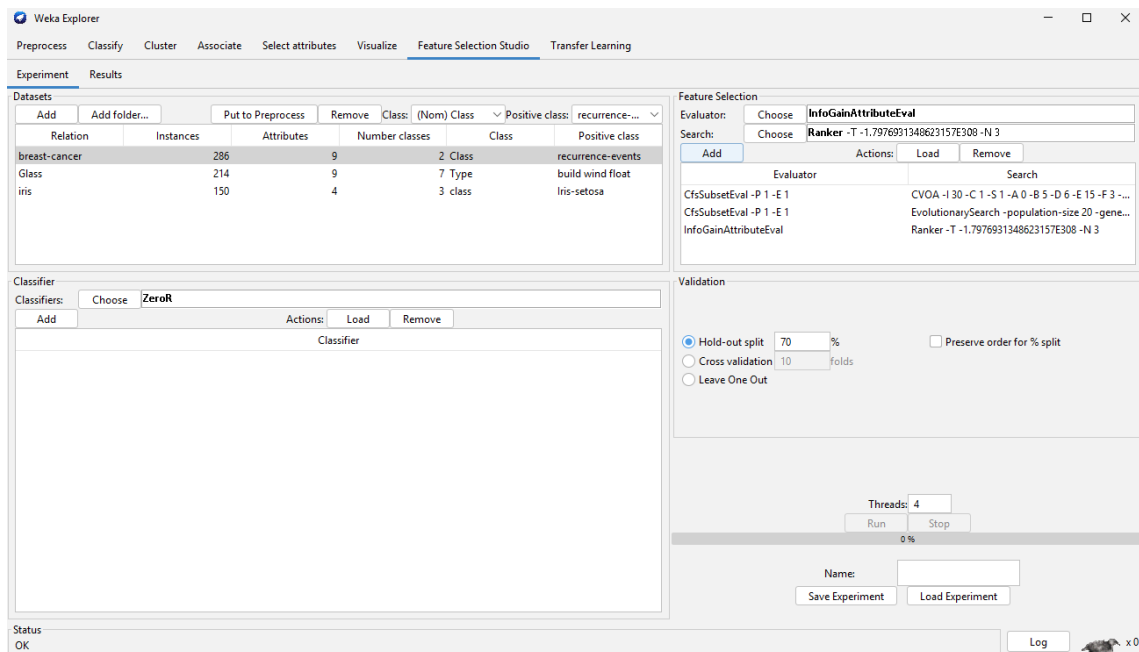 Weka Explorer
Preprocess Classify Cluster Associate Select attributes Visualize Feature Selection Studio Transfer Learning
Experiment Results
Datasets
Add Add folder... Put to Preprocess Remove Class: (Nom) Class Positive class: recurrence-...
Relation Instances Attributes Number classes Class Positive class
breast-cancer 286 9 2 Class recurrence-events
Glass 214 9 7 Type build wind float
iris 150 4 3 class Iris-setosa
Feature Selection
Evaluator: Choose InfoGainAttributeEval
Search: Choose Ranker -T -1.7976931348623157E308 -N 3
Add Actions: Load Remove
Evaluator Search
CfsSubsetEval -P 1 -E 1 CVOA -I 30 -C 1 -S 1 -A 0 -B 5 -D 6 -E 15 -F 3 -...
CfsSubsetEval -P 1 -E 1 EvolutionarySearch -population-size 20 -gene...
InfoGainAttributeEval Ranker -T -1.7976931348623157E308 -N 3
Classifier
Classifiers: Choose ZeroR
Add Actions: Load Remove
Classifier
Validation
Hold-out split 70 % Preserve order for % split
Cross validation 10 folds
Leave One Out
Threads: 4
Run Stop
0 %
Name:
Save Experiment Load Experiment
Status
OK
Log x 0